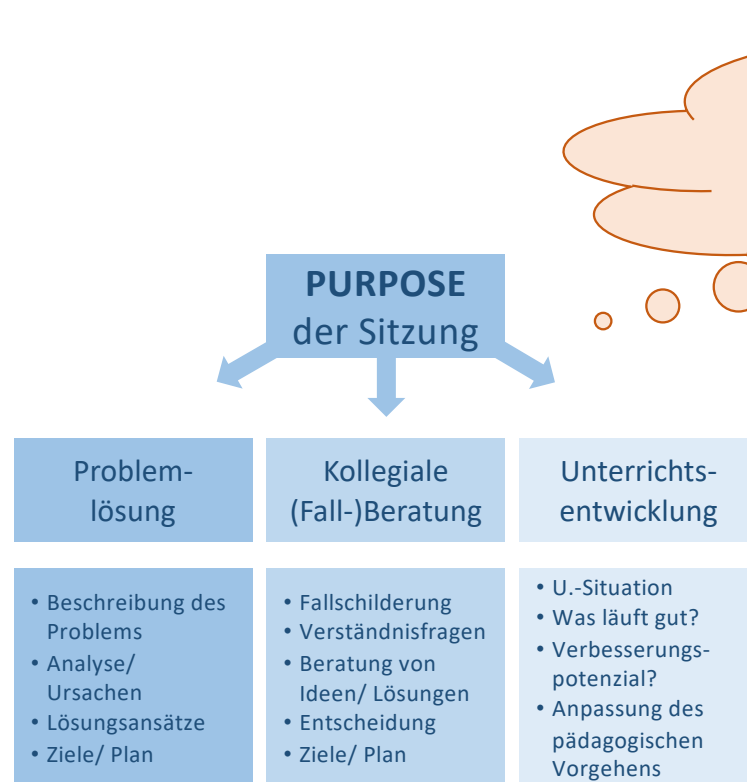 PURPOSE
der Sitzung
Problem-
lösung
Kollegiale
(Fall-)Beratung
Unterrichts-
entwicklung
• Beschreibung des
Problems
• Analyse/
Ursachen
• Lösungsansätze
• Ziele/ Plan
• Fallschilderung
• Verständnisfragen
• Beratung von
Ideen/ Lösungen
• Entscheidung
• Ziele/ Plan
• U.-Situation
• Was läuft gut?
• Verbesserungs-
potenzial?
• Anpassung des
pädagogischen
Vorgehens